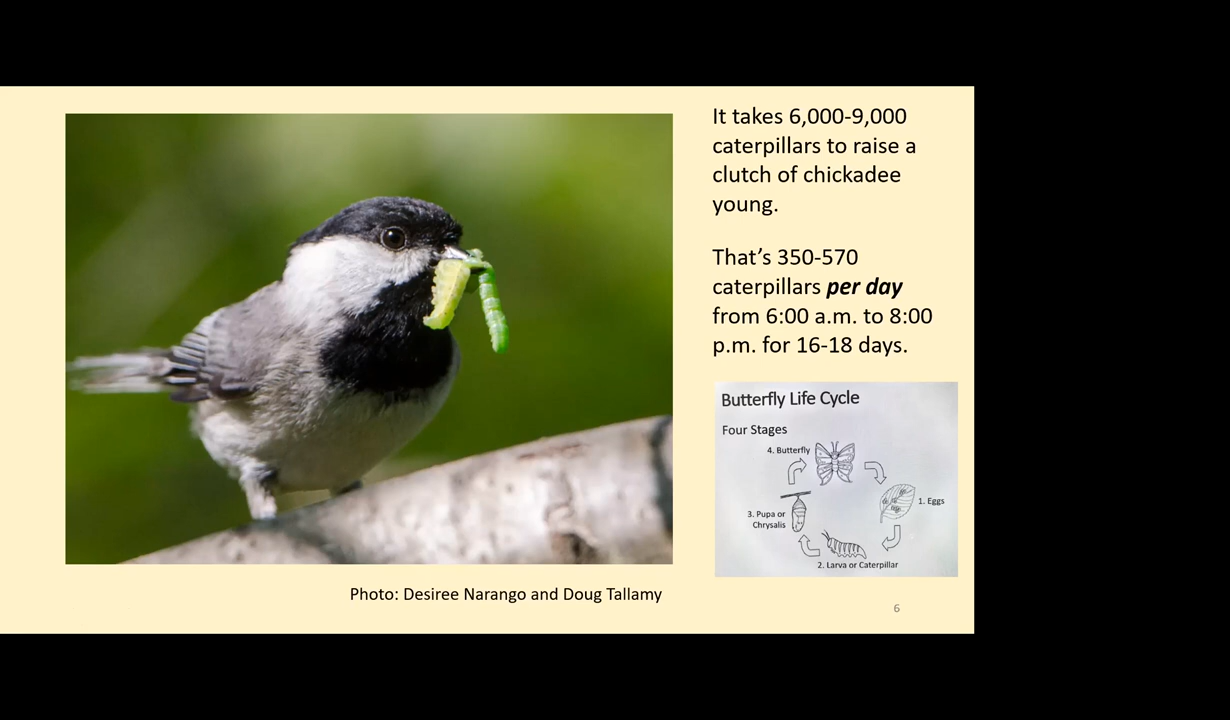 It takes 6,000-9,000
caterpillars to raise a
clutch of chickadee
young.
That's 350-570
caterpillars per day
from 6:00 a.m. to 8:00
p.m. for 16-18 days.
Butterfly Life Cycle
Four Stages
4. Butterfly
1. Eggs
3. Pupa or
Chrysalis
2. Larva or Caterpillar
Photo: Desiree Narango and Doug Tallamy
6